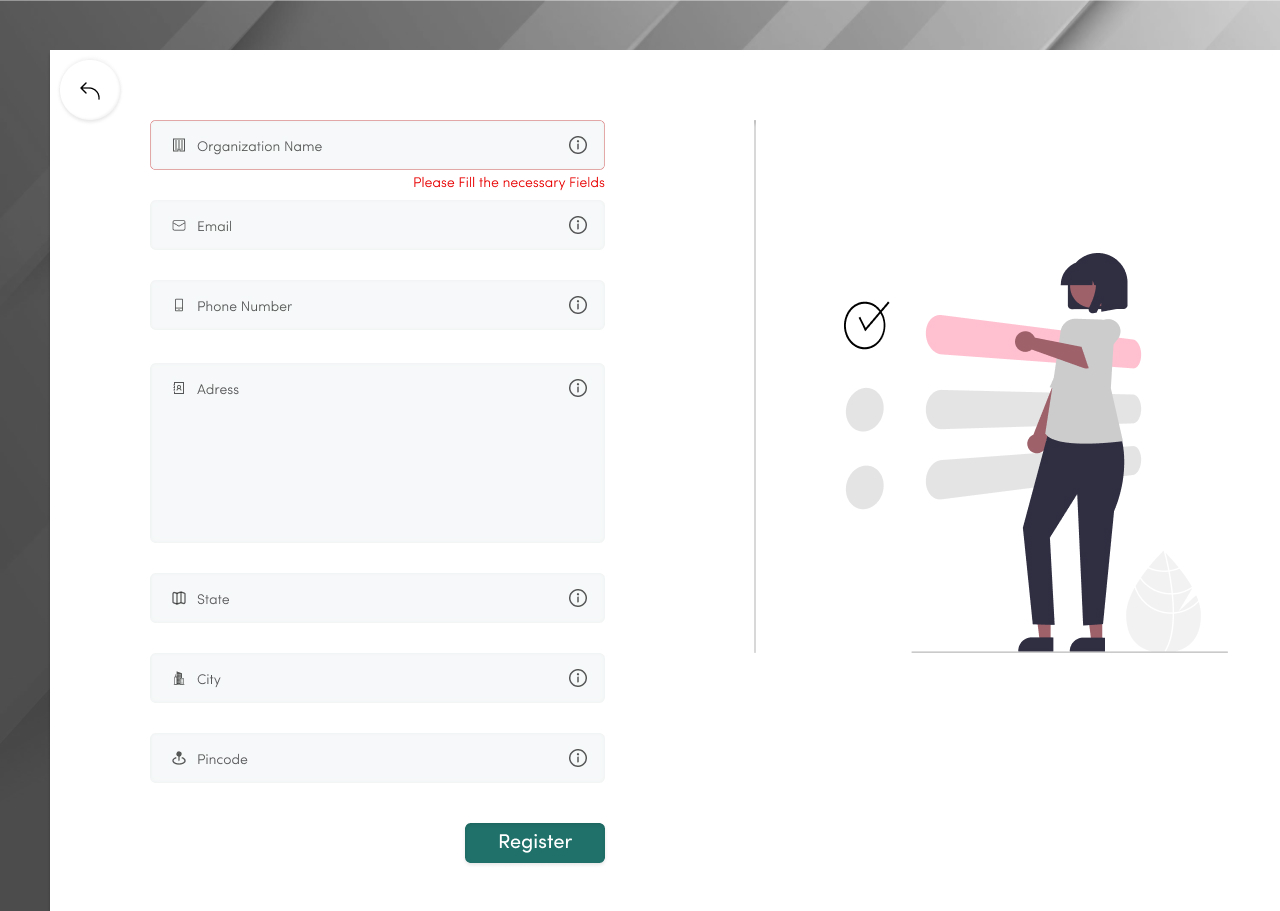 Organization Name
Please Fill the necessary Fields
Email
Phone Number
Adress
State
City
Pincode
Register